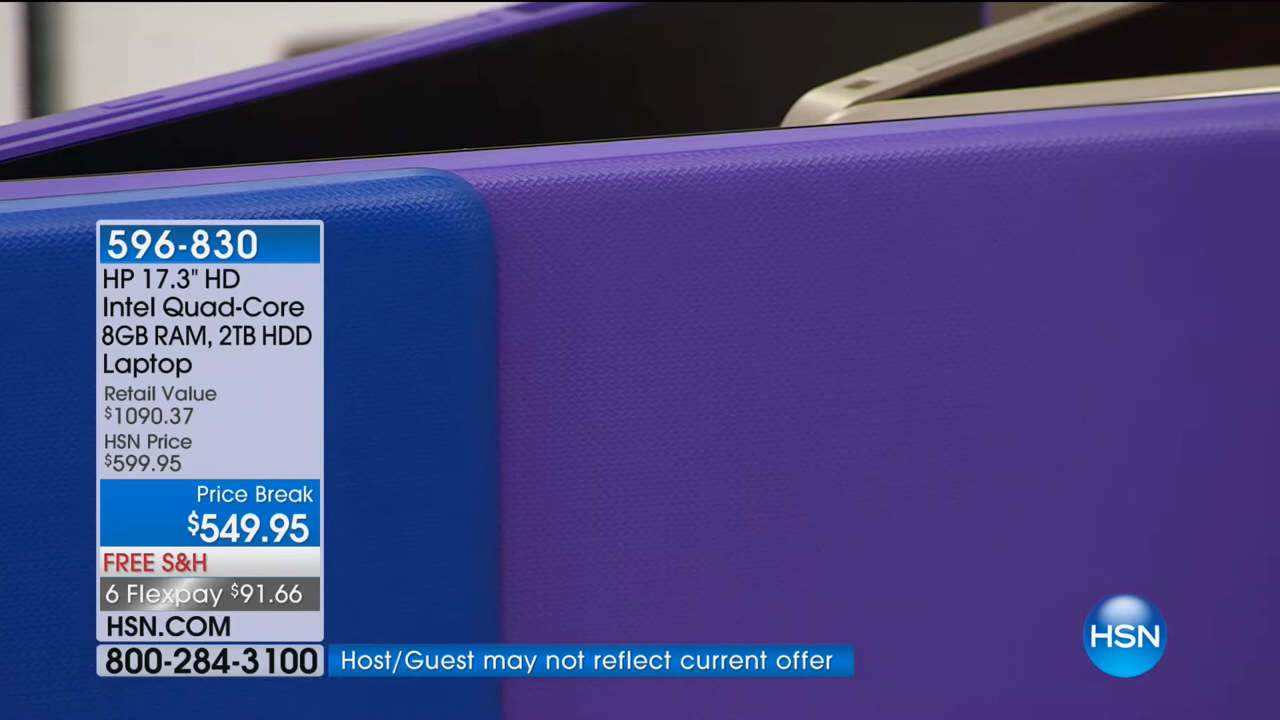 596-830
HP 17.3" HD
Intel Quad-Core
8GB RAM, 2TB HDD
Laptop
Retail Value
$1090.37
HSN Price
$599.95
Price Break
$549.95
FREE S&H
6 Flexpay $91.66
HSN.COM
800-284-3100
Host/Guest may not reflect current offer
HSN